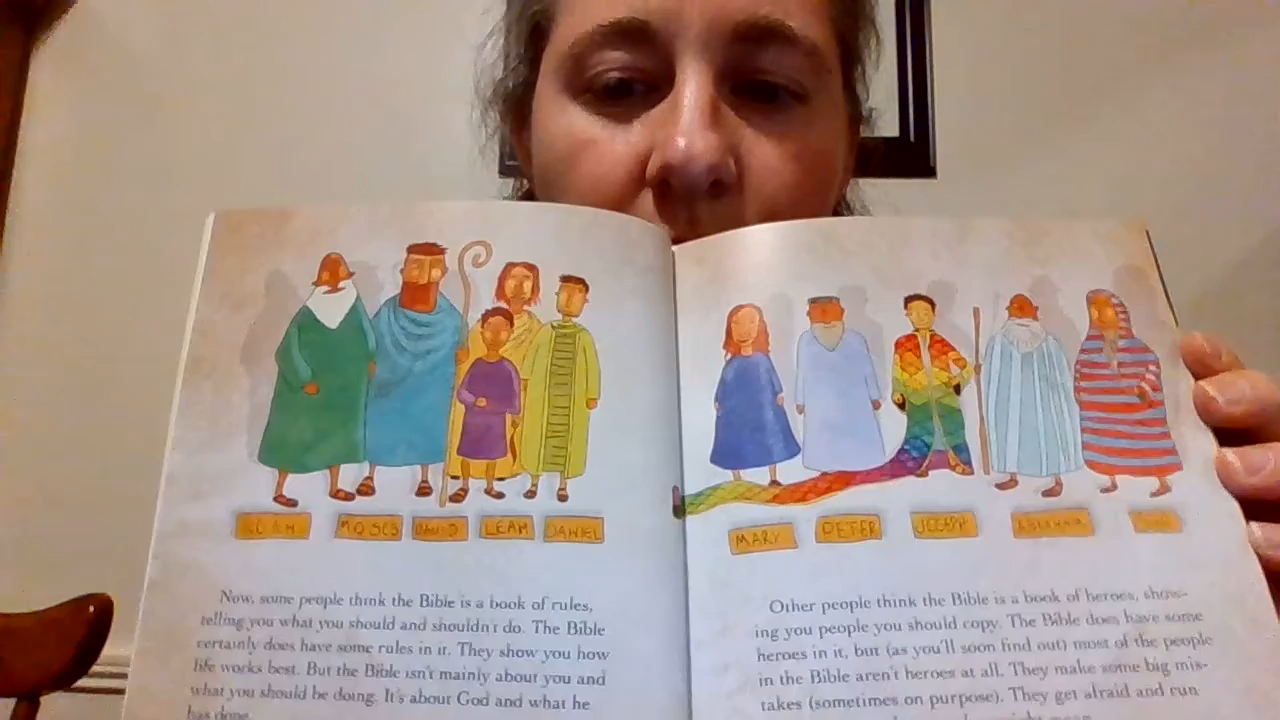 MOSES DAVID LEAH DANIEL
Now, some people think the Bible is a book of rules,
telling you what you should and shouldn't do. The Bible
certainly does have some rules in it. They show you how
life works best. But the Bible isn't mainly about you and
what you should be doing. It's about God and what he
has done.
MARY PETER JOSEPH ABRAHAM
Other people think the Bible is a book of heroes, show-
ing you people you should copy. The Bible does have some
heroes in it, but (as you'll soon find out) most of the people
in the Bible aren't heroes at all. They make some big mis-
takes (sometimes on purpose). They get afraid and run